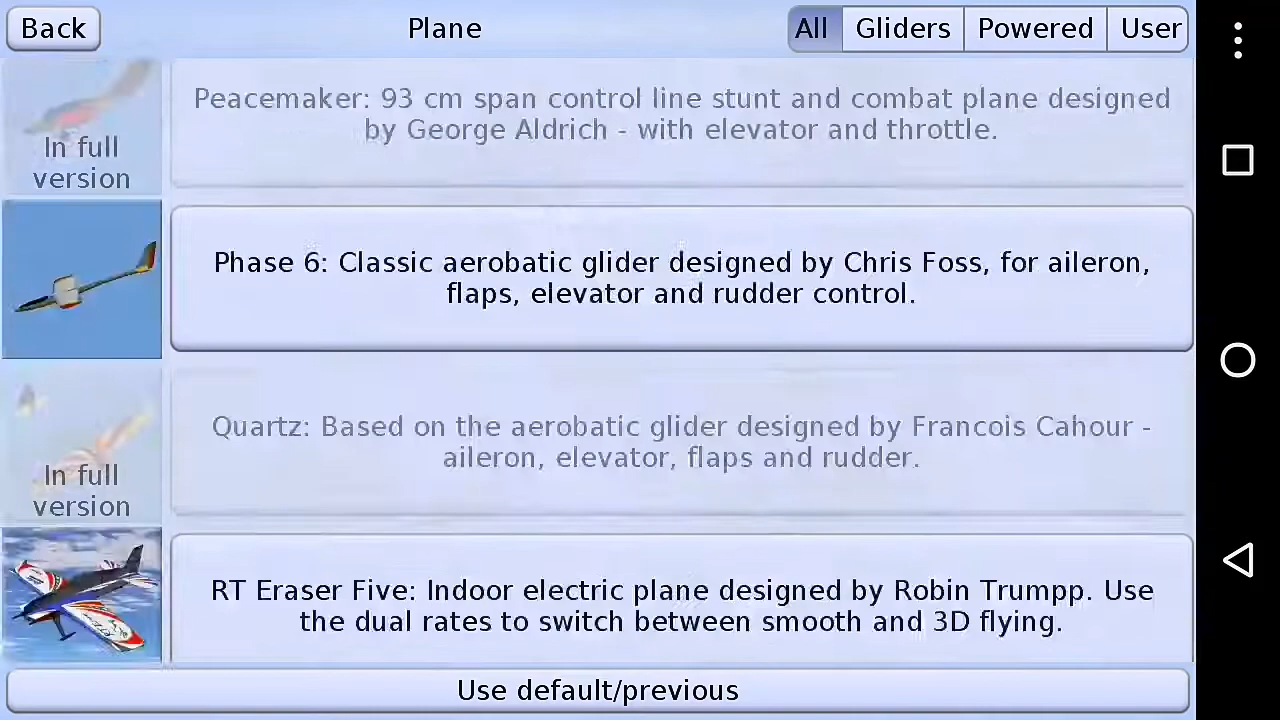 Back
Plane
All
Gliders
Powered
User
Peacemaker: 93 cm span control line stunt and combat plane designed
by George Aldrich - with elevator and throttle.
In full
version
Phase 6: Classic aerobatic glider designed by Chris Foss, for aileron,
flaps, elevator and rudder control.
Quartz: Based on the aerobatic glider designed by Francois Cahour -
aileron, elevator, flaps and rudder.
In full
version
RT Eraser Five: Indoor electric plane designed by Robin Trumpp. Use
the dual rates to switch between smooth and 3D flying.
Use default/previous